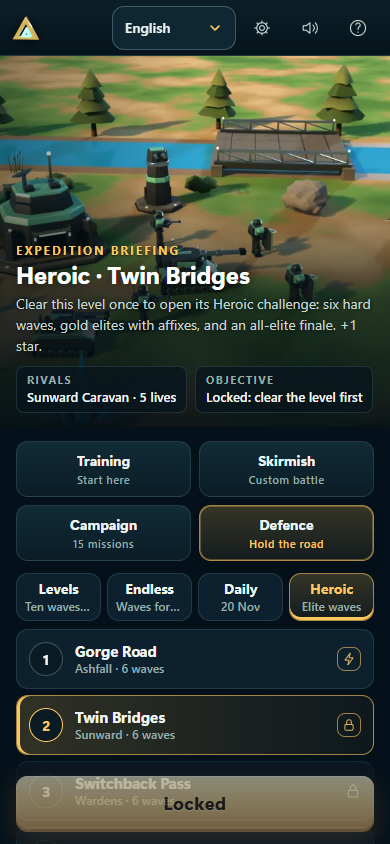 English
EXPEDITION BRIEFING
Heroic · Twin Bridges
Clear this level once to open its Heroic challenge: six hard
waves, gold elites with affixes, and an all-elite finale. +1
star.
RIVALS
Sunward Caravan · 5 lives
OBJECTIVE
Locked: clear the level first
Training
Start here
Skirmish
Custom battle
Campaign
15 missions
Defence
Hold the road
Levels
Ten waves...
Endless
Waves for...
Daily
20 Nov
Heroic
Elite waves
1
Gorge Road
Ashfall · 6 waves
2
Twin Bridges
Sunward · 6 waves
3
Switchback Pass
Wardens · 6 waves
Locked